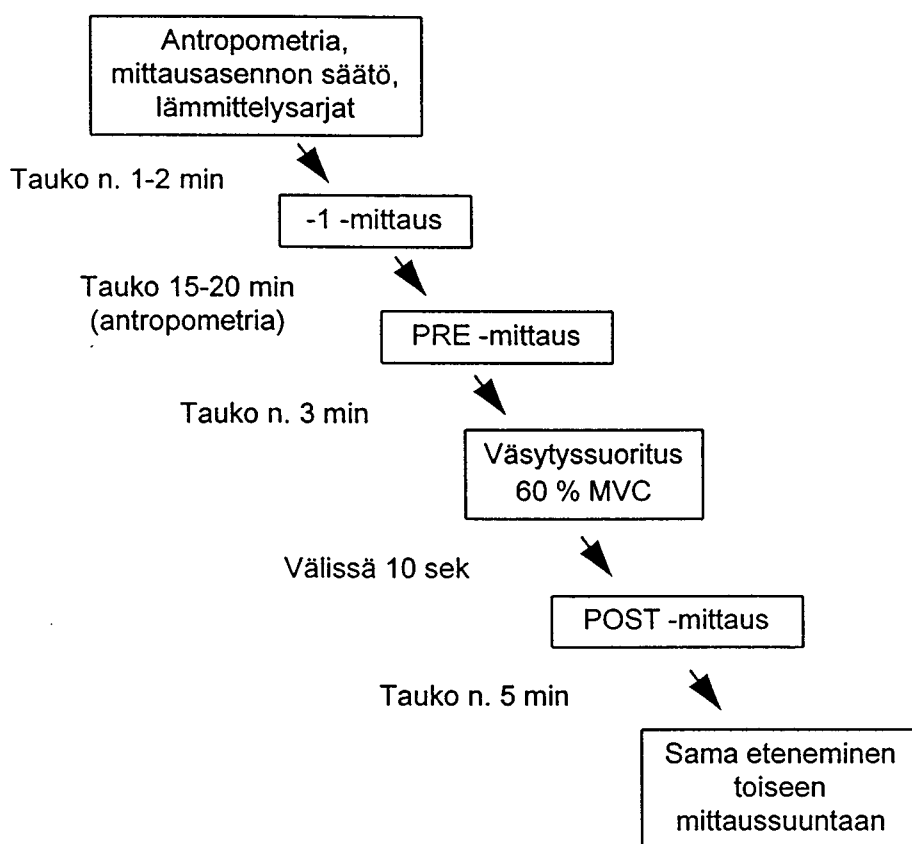 Antropometria,
mittausasennon säätö,
lämmittelysarjat
Tauko n. 1-2 min
-1 -mittaus
Tauko 15-20 min
(antropometria)
PRE -mittaus
Tauko n. 3 min
Väsytyssuoritus
60 % MVC
Välissä 10 sek
POST -mittaus
Tauko n. 5 min
Sama eteneminen
toiseen
mittaussuuntaan